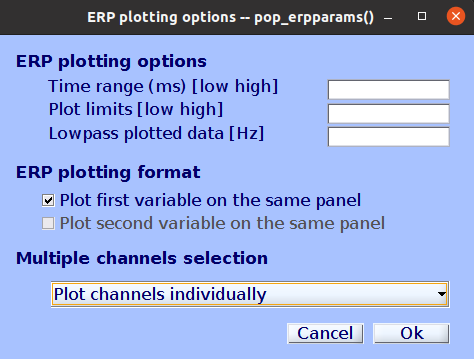 ERP plotting options -- pop_erpparams()
ERP plotting options
Time range (ms) [low high]
Plot limits [low high]
Lowpass plotted data [Hz]
ERP plotting format
Plot first variable on the same panel
Plot second variable on the same panel
Multiple channels selection
Plot channels individually
Cancel Ok